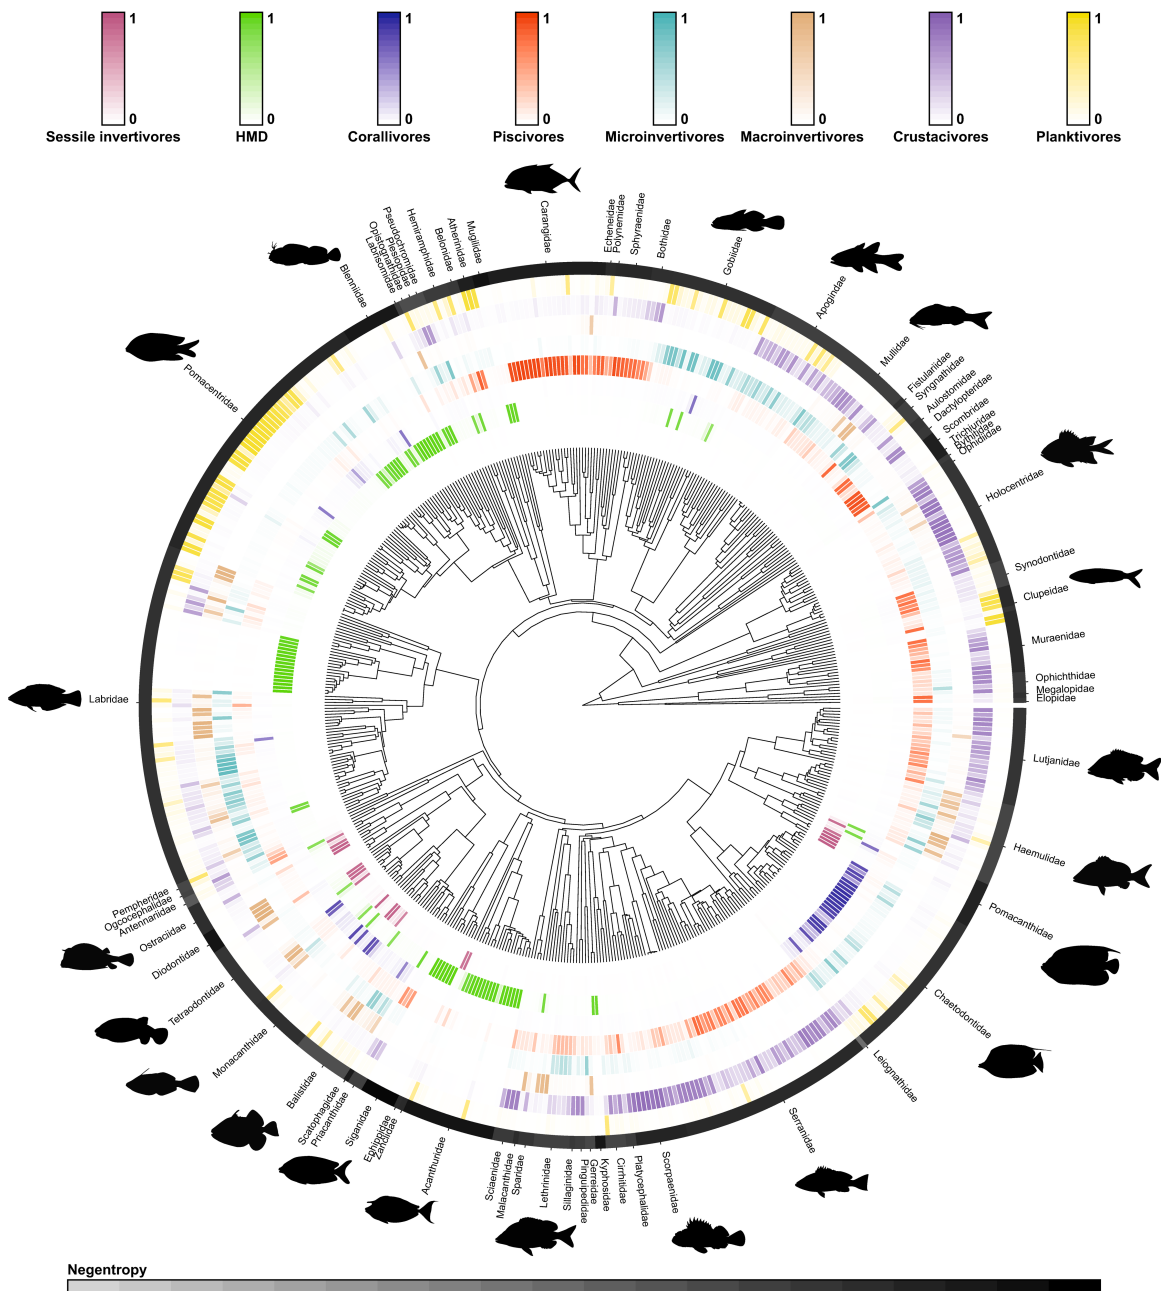 1 1 1 1 1 1 1 1
0 0 0 0 0 0 0 0
Sessile invertivores HMD Corallivores Piscivores Microinvertivores Macroinvertivores Crustacivores Planktivores
Carangidae
Echeneidae
Polynemidae
Sphyraenidae
Bothidae
Gobiidae
Apogindae
Mullidae
Fistulariidae
Syngnathidae
Aulostomidae
Dactylopteridae
Scombridae
Trichiuridae
Bythitidae
Ophidiidae
Holocentridae
Synodontidae
Clupeidae
Muraenidae
Ophichthidae
Megalopidae
Elopidae
Lutjanidae
Haemulidae
Pomacanthidae
Chaetodontidae
Leiognathidae
Serranidae
Scorpaenidae
Platycephalidae
Cirrhitidae
Kyphosidae
Gerreidae
Pinguipedidae
Sillaginidae
Lethrinidae
Sparidae
Malacanthidae
Sciaenidae
Acanthuridae
Zanclidae
Ephippidae
Siganidae
Priacanthidae
Scatophagidae
Balistidae
Monacanthidae
Tetraodontidae
Diodontidae
Ostraciidae
Antennariidae
Ogcocephalidae
Pempheridae
Labridae
Pomacentridae
Blenniidae
Labrisomidae
Opistognathidae
Plesiopidae
Pseudochromidae
Hemiramphidae
Belonidae
Atherinidae
Mugilidae
Negentropy